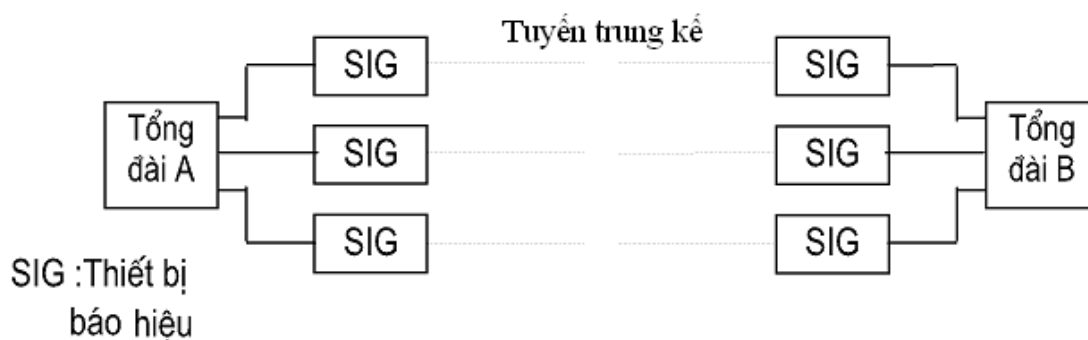 Tuyến trung kế
SIG
SIG
Tổng
đài A
SIG
SIG
Tổng
đài B
SIG
SIG
SIG :Thiết bị
báo hiệu